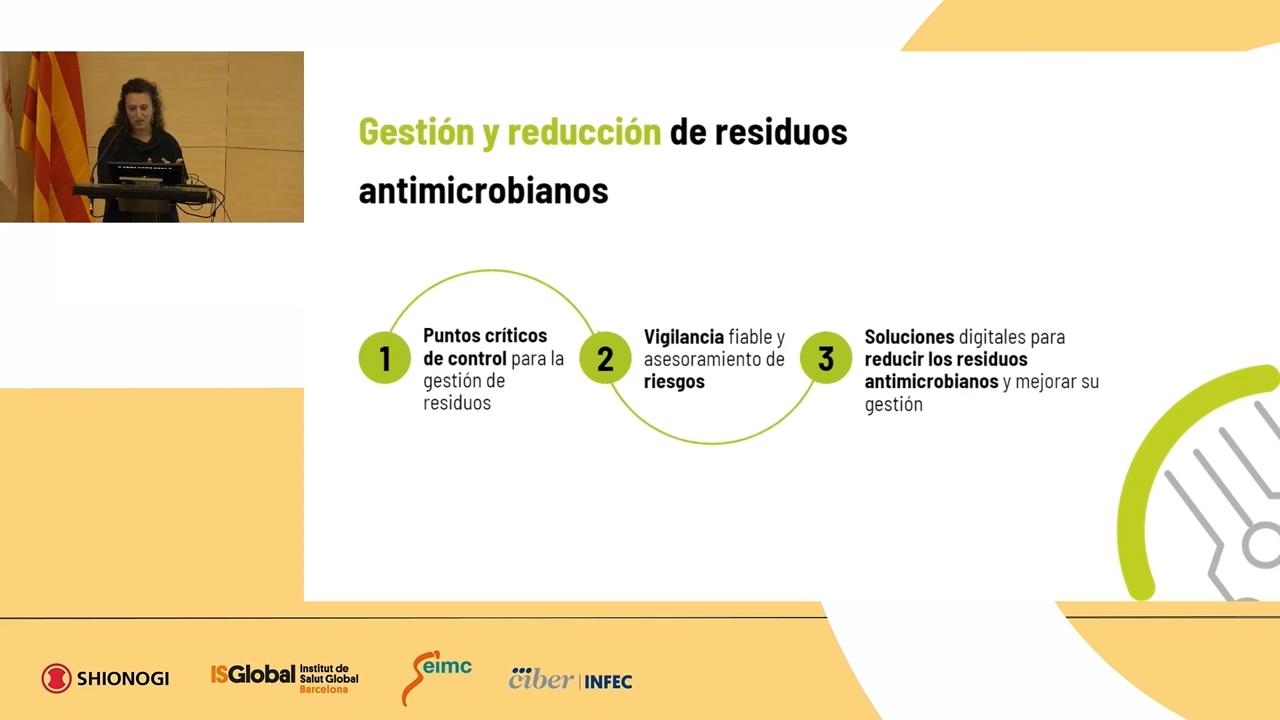 Gestión y reducción de residuos
antimicrobianos
1
Puntos críticos
de control para la
gestión de
residuos
2
Vigilancia fiable y
asesoramiento de
riesgos
3
Soluciones digitales para
reducir los residuos
antimicrobianos y mejorar su
gestión
SHIONOGI
ISGlobal Institut de
Salut Global
Barcelona
Seimc
ciber INFEC